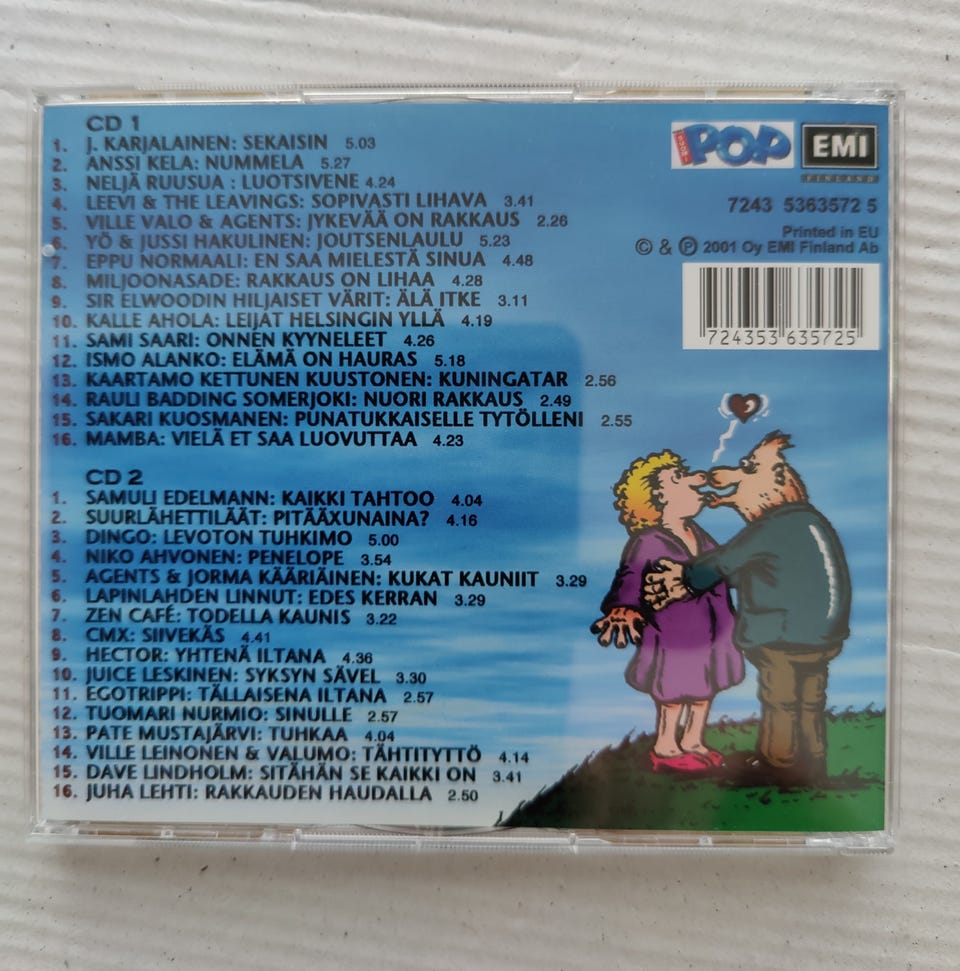 CD 1
1. J. KARJALAINEN: SEKAISIN 5.03
2. ANSSI KELA: NUMMELA 5.27
3. NELJÄ RUUSUA : LUOTSIVENE 4.24
4. LEEVI & THE LEAVINGS: SOPIVASTI LIHAVA 3.41
5. VILLE VALO & AGENTS: JYKEVÄÄ ON RAKKAUS 2.26
6. YÖ & JUSSI HAKULINEN: JOUTSENLAULU 5.23
7. EPPU NORMAALI: EN SAA MIELESTÄ SINUA 4.48
8. MILJOONASADE: RAKKAUS ON LIHAA 4.28
9. SIR ELWOODIN HILJAISET VÄRIT: ÄLÄ ITKE 3.11
10. KALLE AHOLA: LEIJAT HELSINGIN YLLÄ 4.19
11. SAMI SAARI: ONNEN KYYNELEET 4.26
12. ISMO ALANKO: ELÄMÄ ON HAURAS 5.18
13. KAARTAMO KETTUNEN KUUSTONEN: KUNINGATAR 2.56
14. RAULI BADDING SOMERJOKI: NUORI RAKKAUS 2.49
15. SAKARI KUOSMANEN: PUNATUKKAISELLE TYTÖLLENI 2.55
16. MAMBA: VIELÄ ET SAA LUOVUTTAA 4.23
CD 2
1. SAMULI EDELMANN: KAIKKI TAHTOO 4.04
2. SUURLÄHETTILÄÄT: PITÄÄXUNAINA? 4.16
3. DINGO: LEVOTON TUHKIMO 5.00
4. NIKO AHVONEN: PENELOPE 3.54
5. AGENTS & JORMA KÄÄRIÄINEN: KUKAT KAUNIIT 3.29
6. LAPINLAHDEN LINNUT: EDES KERRAN 3.29
7. ZEN CAFÉ: TODELLA KAUNIS 3.22
8. CMX: SIIVEKÄS 4.41
9. HECTOR: YHTENÄ ILTANA 4.36
10. JUICE LESKINEN: SYKSYN SÄVEL 3.30
11. EGOTRIPPI: TÄLLAISENA ILTANA 2.57
12. TUOMARI NURMIO: SINULLE 2.57
13. PATE MUSTAJÄRVI: TUHKAA 4.04
14. VILLE LEINONEN & VALUMO: TÄHTITYTTÖ 4.14
15. DAVE LINDHOLM: SITÄHÄN SE KAIKKI ON 3.41
16. JUHA LEHTI: RAKKAUDEN HAUDALLA 2.50
SUOMI POP
EMI
FINLAND
7243 5363572 5
Printed in EU
© & ℗ 2001 Oy EMI Finland Ab
724353 635725